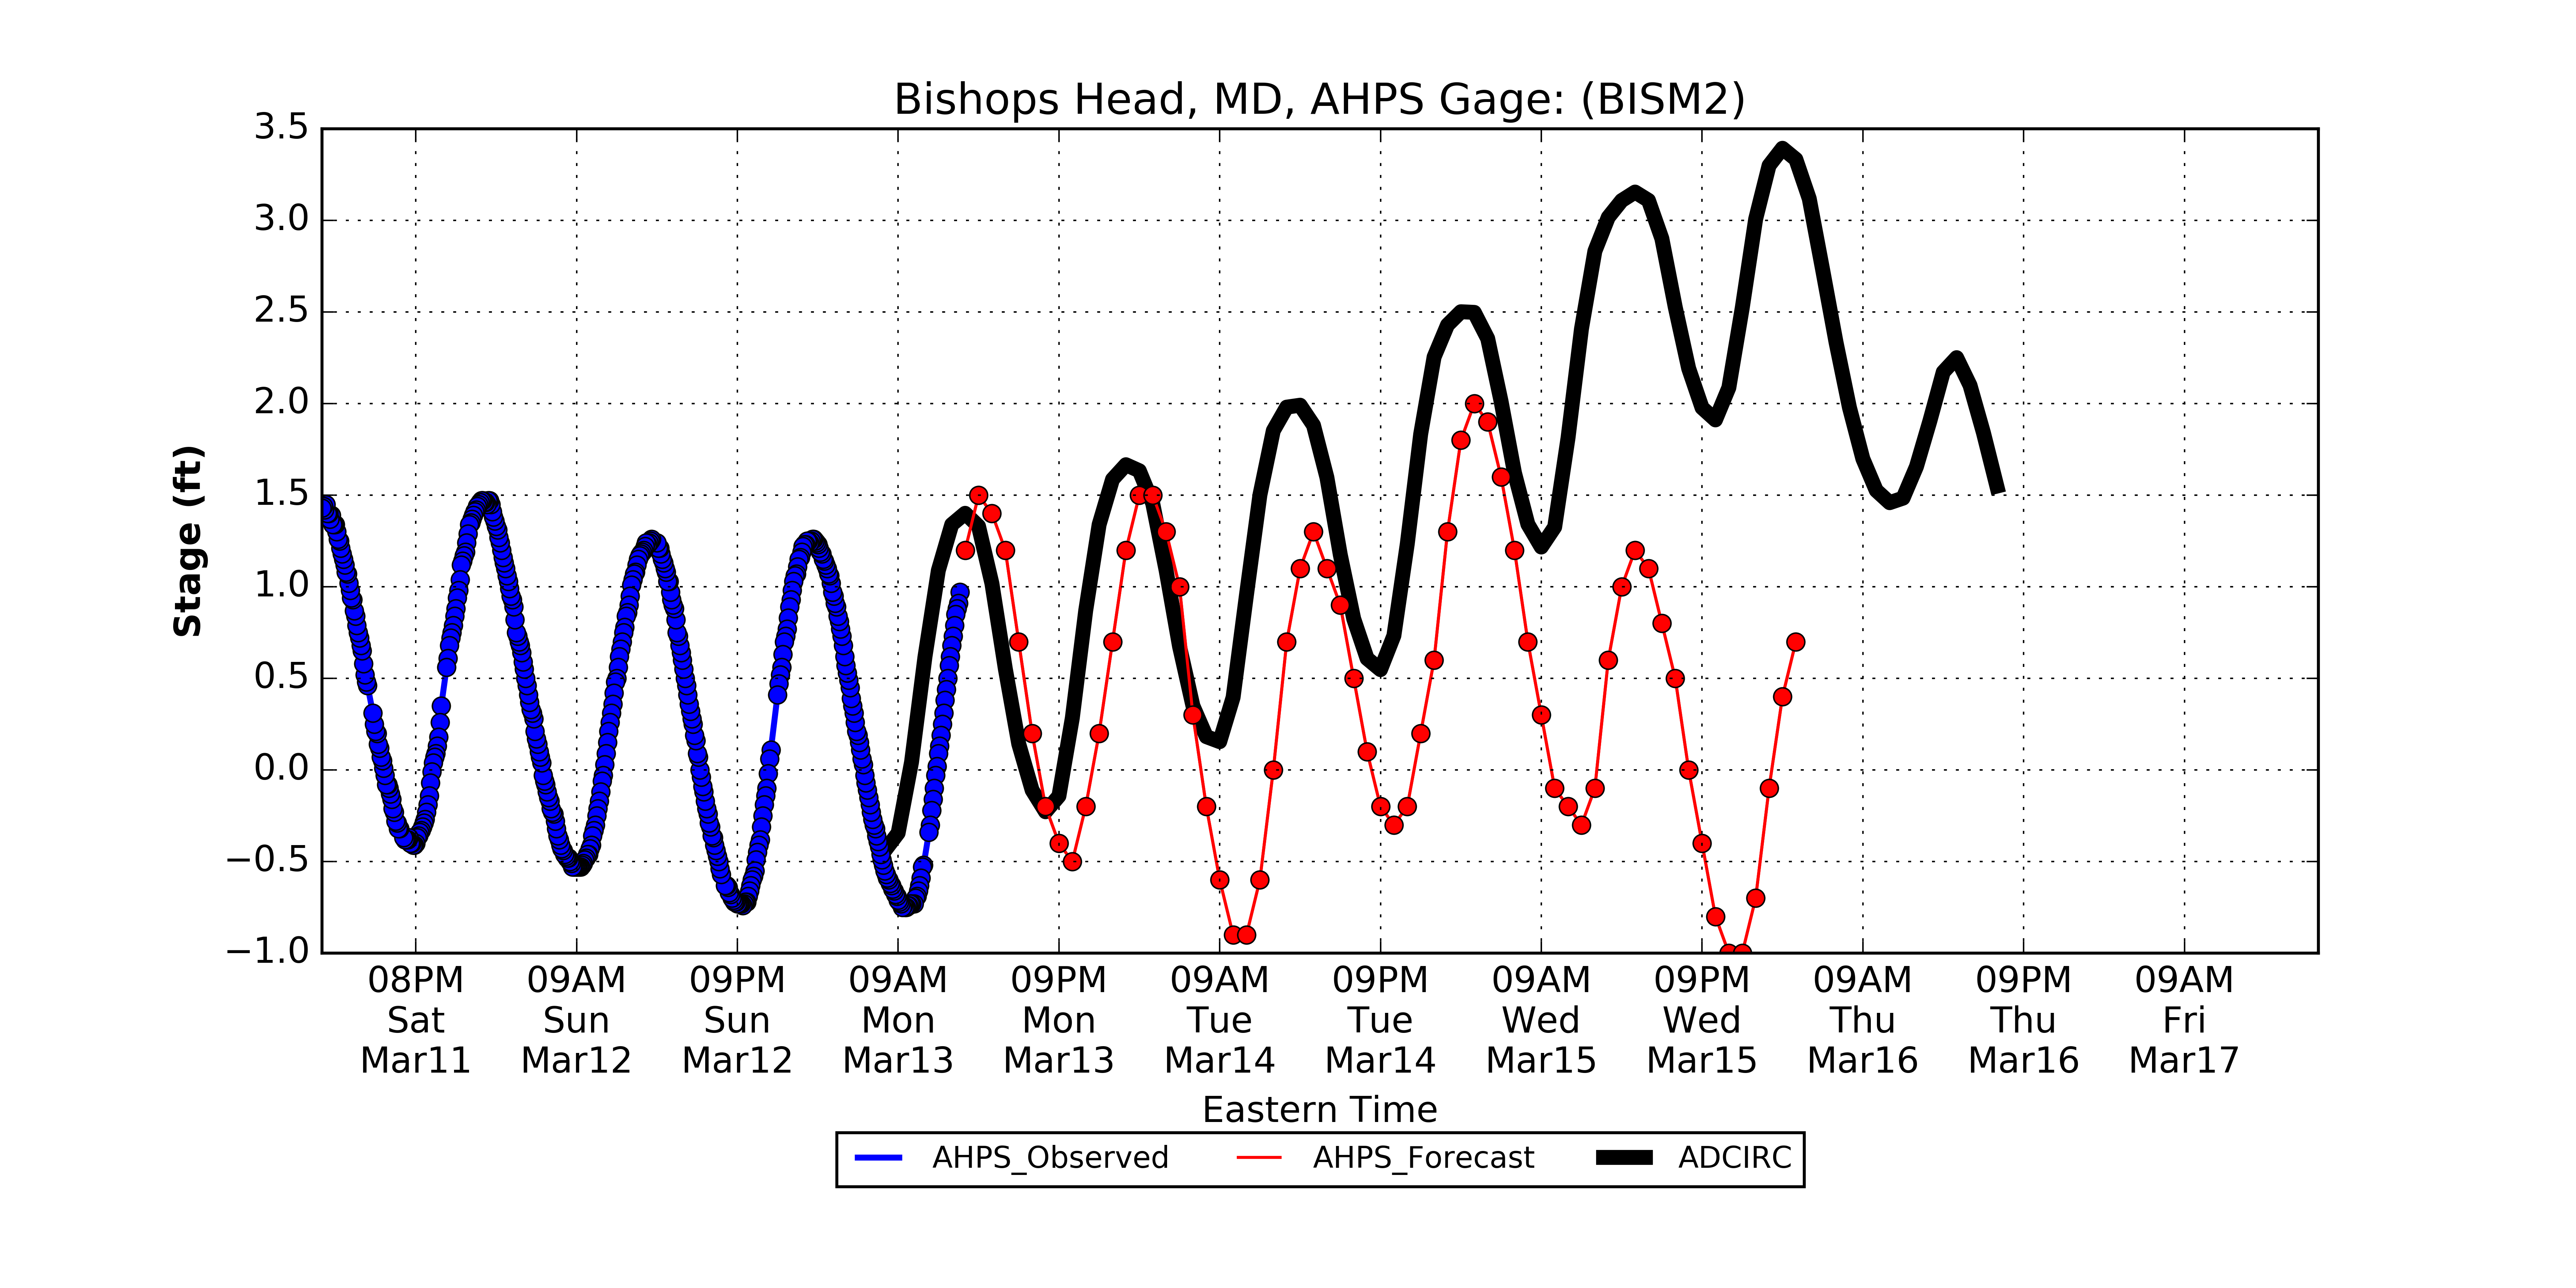 Bishops Head, MD, AHPS Gage: (BISM2)
3.5
3.0
2.5
2.0
1.5
1.0
0.5
0.0
−0.5
−1.0
Stage (ft)
08PM 09AM 09PM 09AM 09PM 09AM 09PM 09AM 09PM 09AM 09PM 09AM
Sat Sun Sun Mon Mon Tue Tue Wed Wed Thu Thu Fri
Mar11 Mar12 Mar12 Mar13 Mar13 Mar14 Mar14 Mar15 Mar15 Mar16 Mar16 Mar17
Eastern Time
AHPS_Observed AHPS_Forecast ADCIRC